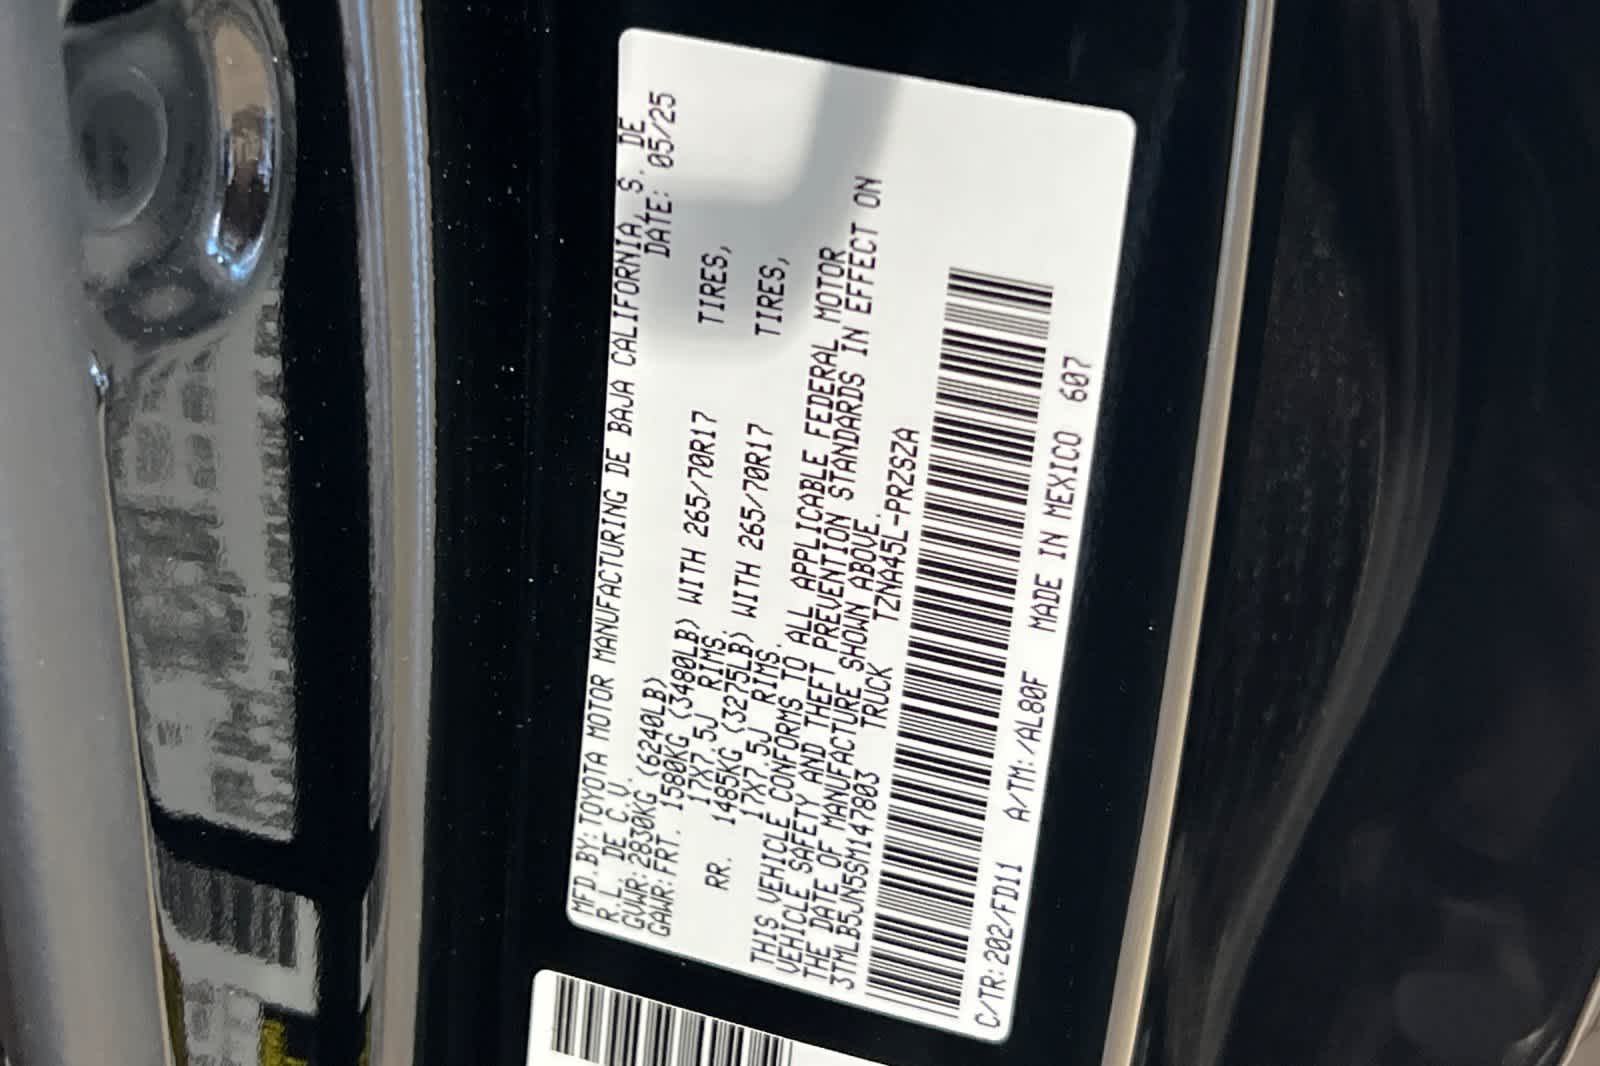 MFD.BY:TOYOTA MOTOR MANUFACTURING DE BAJA CALIFORNIA, S. DE
R.L. DE C.V. DATE: 05/25
GVWR:2830KG (6240LB)
GAWR:FRT. 1580KG (3480LB) WITH 265/70R17 TIRES,
17X7.5J RIMS.
RR. 1485KG (3275LB) WITH 265/70R17 TIRES,
17X7.5J RIMS.
THIS VEHICLE CONFORMS TO ALL APPLICABLE FEDERAL MOTOR
VEHICLE SAFETY AND THEFT PREVENTION STANDARDS IN EFFECT ON
THE DATE OF MANUFACTURE SHOWN ABOVE.
3TMLB5JN5SM147803 TRUCK TZNA45L-PRZSZA
C/TR:202/FD11 A/TM:/AL80F MADE IN MEXICO 607